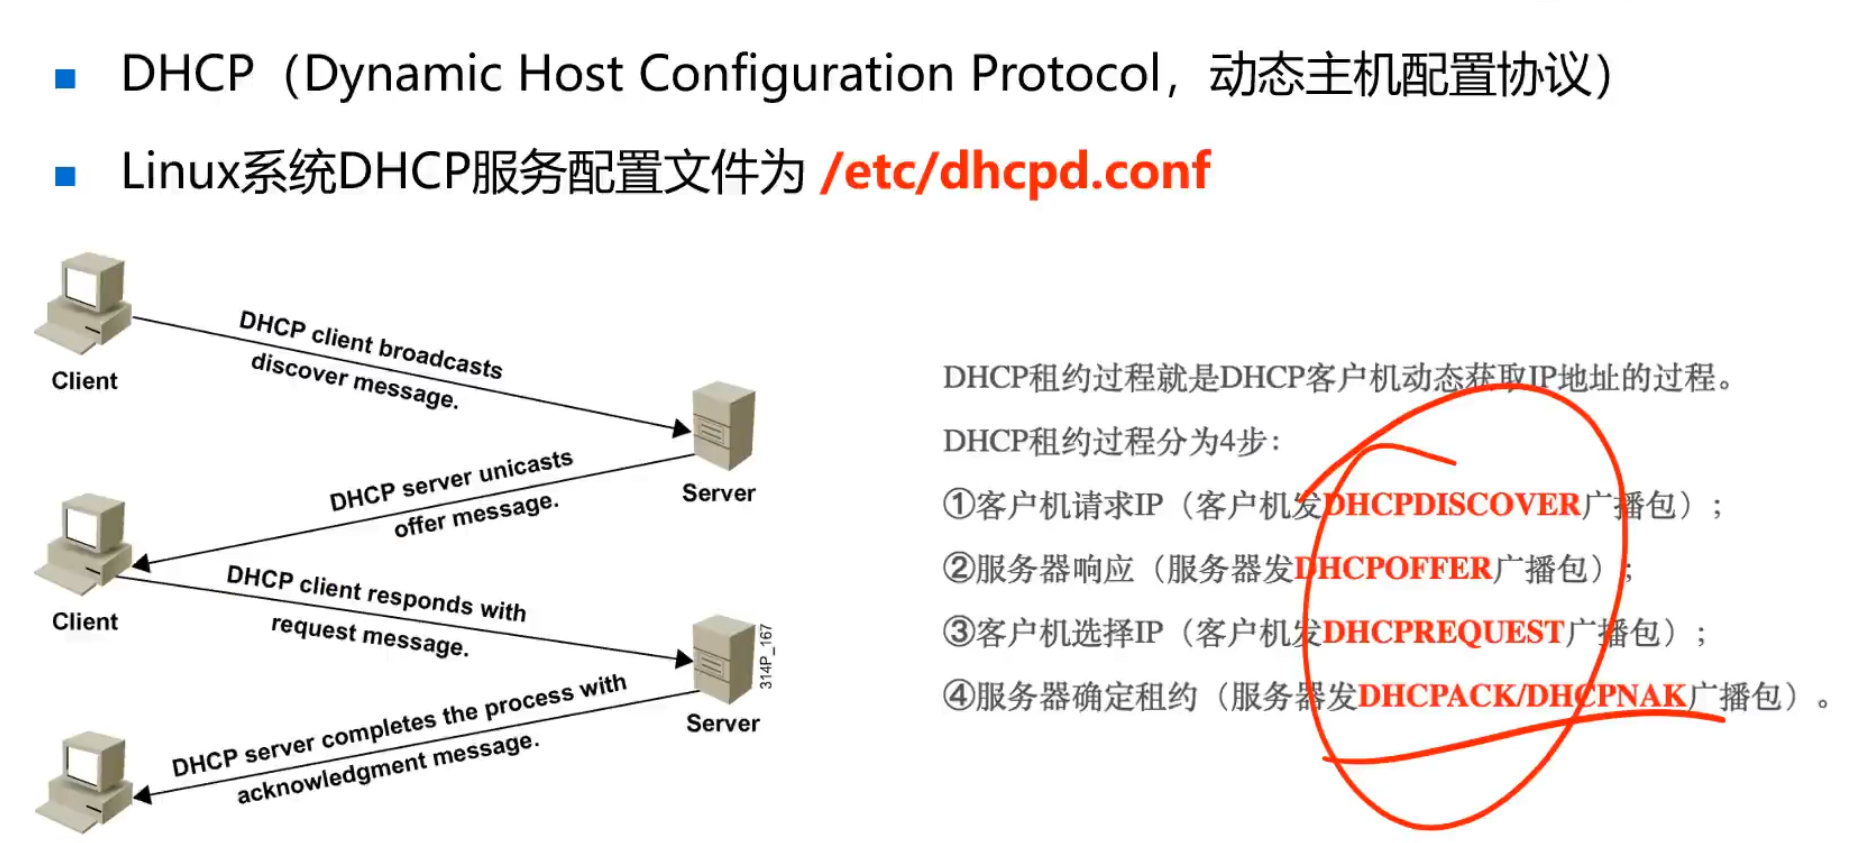 DHCP（Dynamic Host Configuration Protocol，动态主机配置协议）
Linux系统DHCP服务配置文件为 /etc/dhcpd.conf
DHCP client broadcasts
discover message.
Client
Server
DHCP server unicasts
offer message.
Client
DHCP client responds with
request message.
314P_167
Server
DHCP server completes the process with
acknowledgment message.
DHCP租约过程就是DHCP客户机动态获取IP地址的过程。
DHCP租约过程分为4步：
①客户机请求IP（客户机发DHCPDISCOVER广播包）；
②服务器响应（服务器发DHCPOFFER广播包）；
③客户机选择IP（客户机发DHCPREQUEST广播包）；
④服务器确定租约（服务器发DHCPACK/DHCPNAK广播包）。